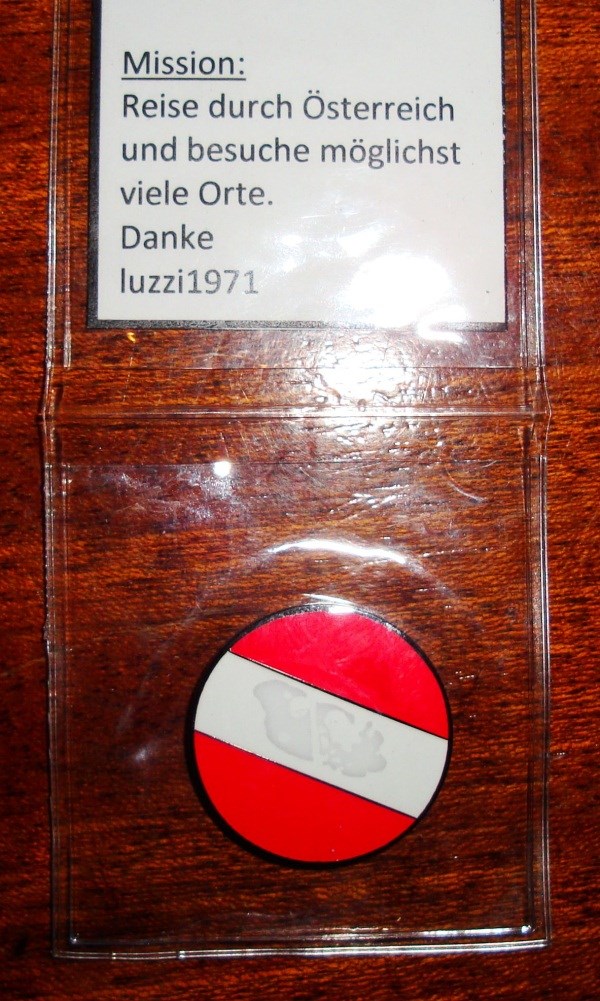 Mission:
Reise durch Österreich
und besuche möglichst
viele Orte.
Danke
luzzi1971